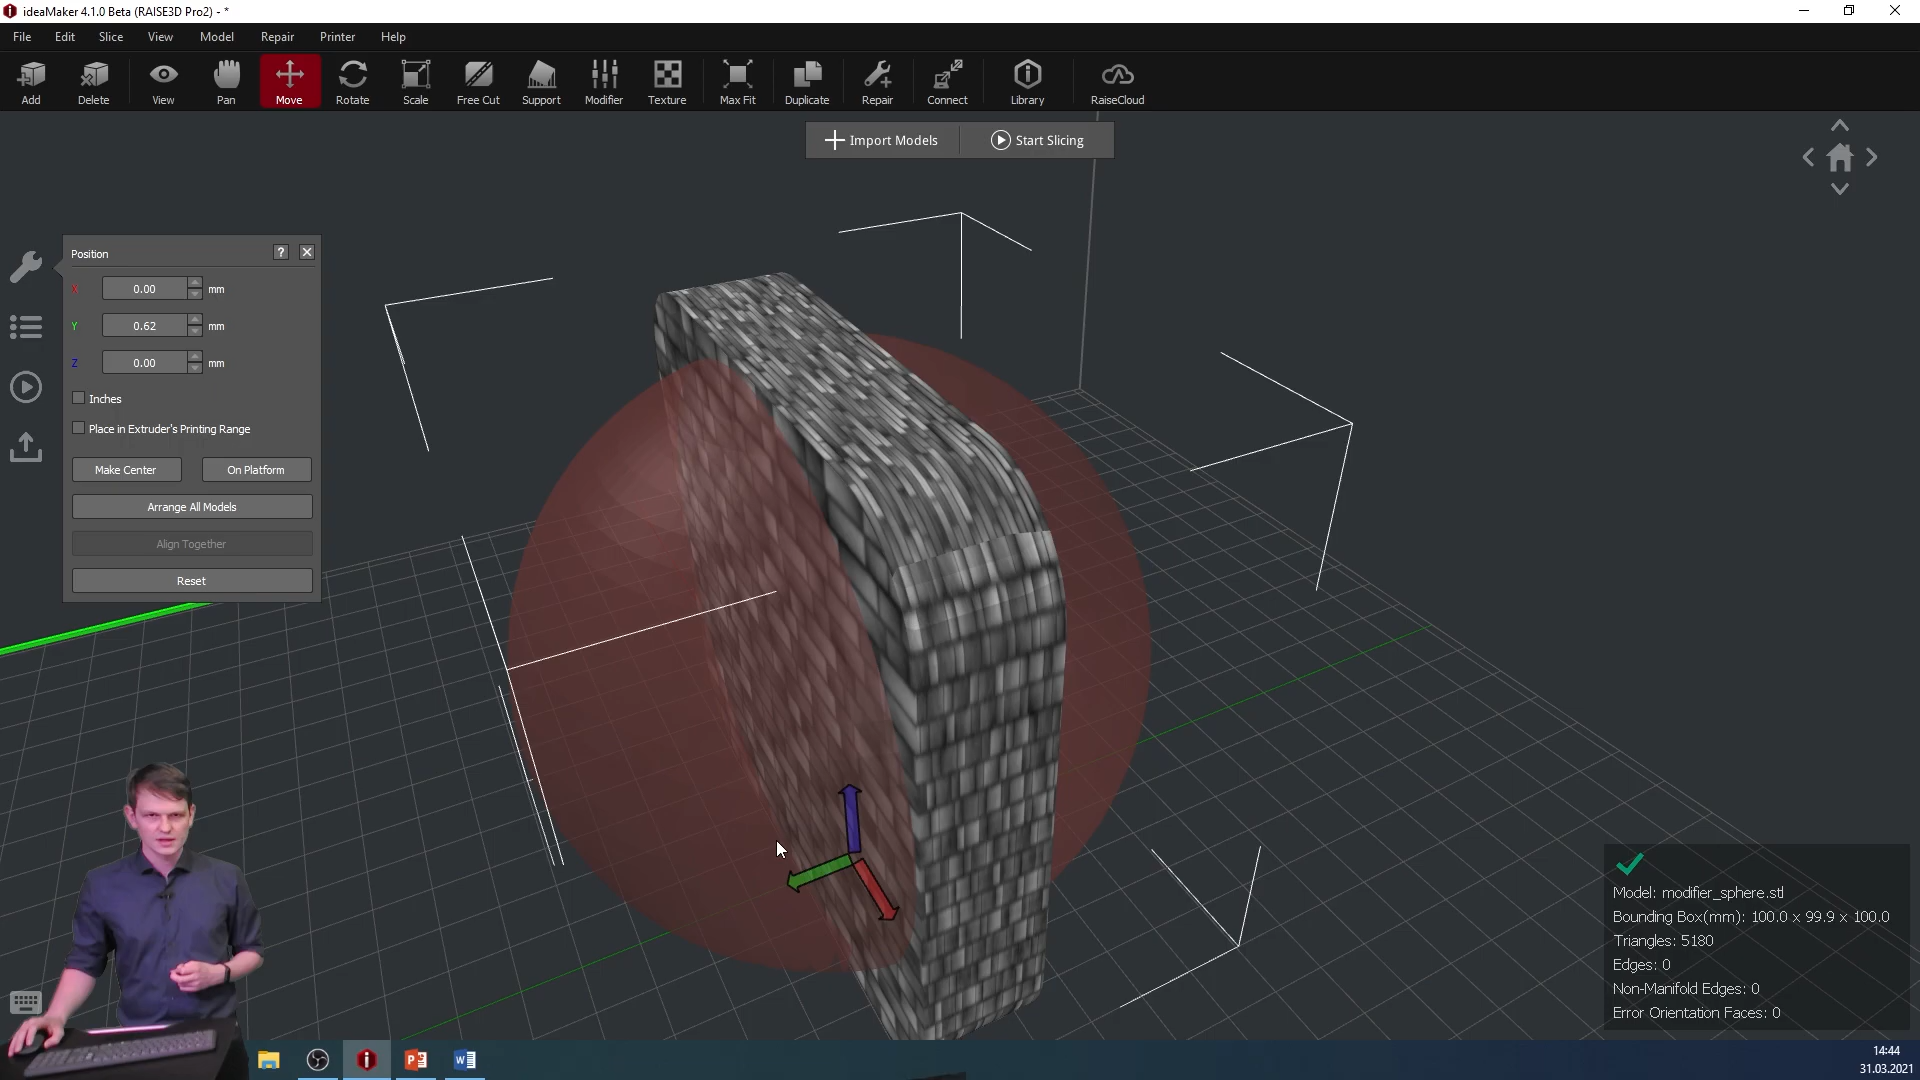 ideaMaker 4.1.0 Beta (RAISE3D Pro2) - *
File Edit Slice View Model Repair Printer Help
Add Delete View Pan Move Rotate Scale Free Cut Support Modifier Texture Max Fit Duplicate Repair Connect Library RaiseCloud
Import Models Start Slicing
Position ?
X 0.00 mm
Y 0.62 mm
Z 0.00 mm
Inches
Place in Extruder's Printing Range
Make Center On Platform
Arrange All Models
Align Together
Reset
Model: modifier_sphere.stl
Bounding Box(mm): 100.0 x 99.9 x 100.0
Triangles: 5180
Edges: 0
Non-Manifold Edges: 0
Error Orientation Faces: 0
14:44
31.03.2021